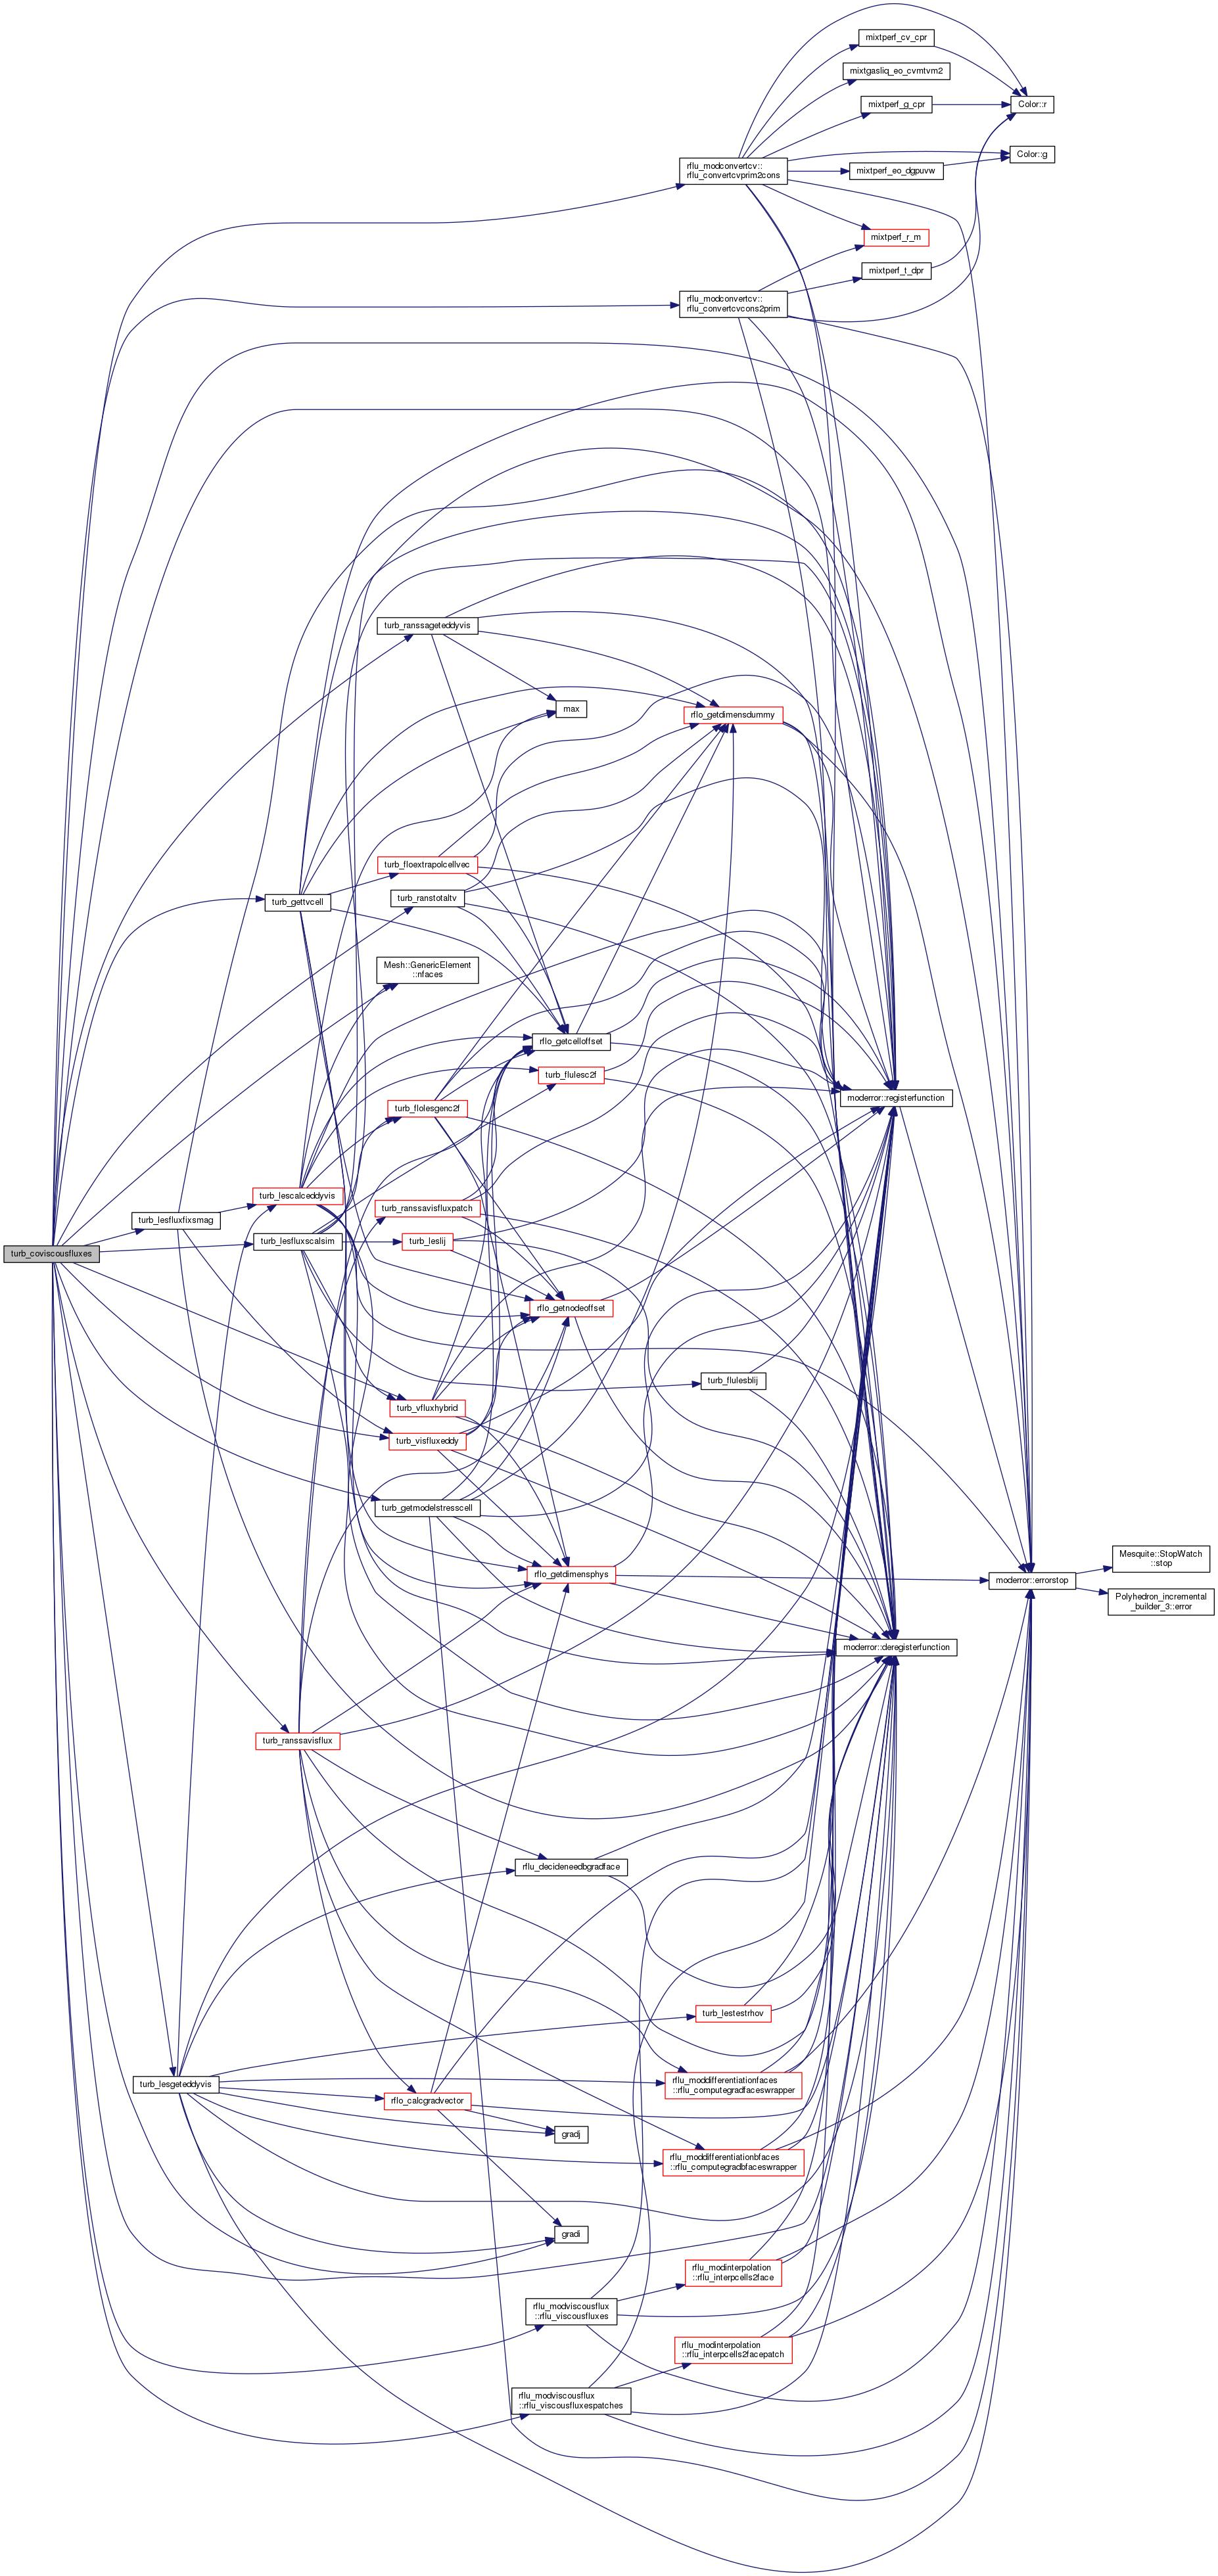 mixtperf_cv_cpr
mixtgasliq_eo_cvmtvm2
mixtperf_g_cpr
Color::r
rflu_modconvertcv::
rflu_convertcvprim2cons
Color::g
mixtperf_eo_dgpuvw
mixtperf_r_m
mixtperf_t_dpr
rflu_modconvertcv::
rflu_convertcvcons2prim
turb_ranssageteddyvis
max
rflo_getdimensdummy
turb_floextrapolcellvec
turb_gettvcell
turb_ranstotaltv
Mesh::GenericElement
::nfaces
rflo_getcelloffset
turb_flulesc2f
moderror::registerfunction
turb_flolesgenc2f
turb_lescalceddyvis
turb_ranssavisfluxpatch
turb_lesfluxfixsmag
turb_lesfluxscalsim
turb_leslij
turb_coviscousfluxes
rflo_getnodeoffset
turb_flulesblij
turb_vfluxhybrid
turb_visfluxeddy
turb_getmodelstresscell
Mesquite::StopWatch
::stop
rflo_getdimensphys
moderror::errorstop
Polyhedron_incremental
_builder_3::error
moderror::deregisterfunction
turb_ranssavisflux
rflu_decideneedbgradface
turb_lestestrhov
turb_lesgeteddyvis
rflu_moddifferentiationfaces
::rflu_computegradfaceswrapper
rflo_calcgradvector
gradj
rflu_moddifferentiationbfaces
::rflu_computegradbfaceswrapper
gradi
rflu_modinterpolation
::rflu_interpcells2face
rflu_modviscousflux
::rflu_viscousfluxes
rflu_modinterpolation
::rflu_interpcells2facepatch
rflu_modviscousflux
::rflu_viscousfluxespatches